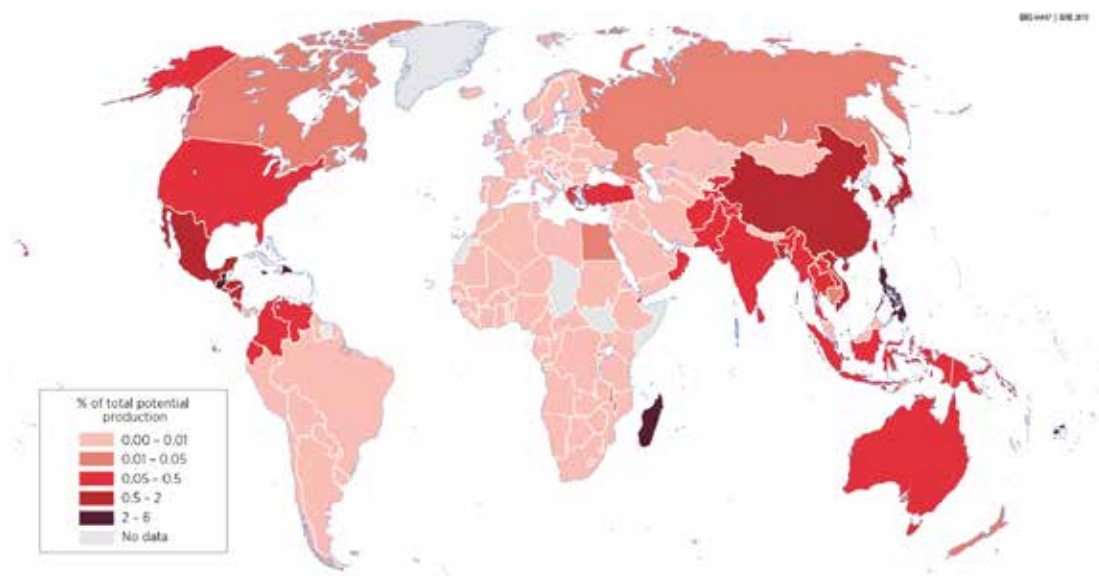 % of total potential
production
0.00 – 0.01
0.01 – 0.05
0.05 – 0.5
0.5 – 2
2 – 6
No data